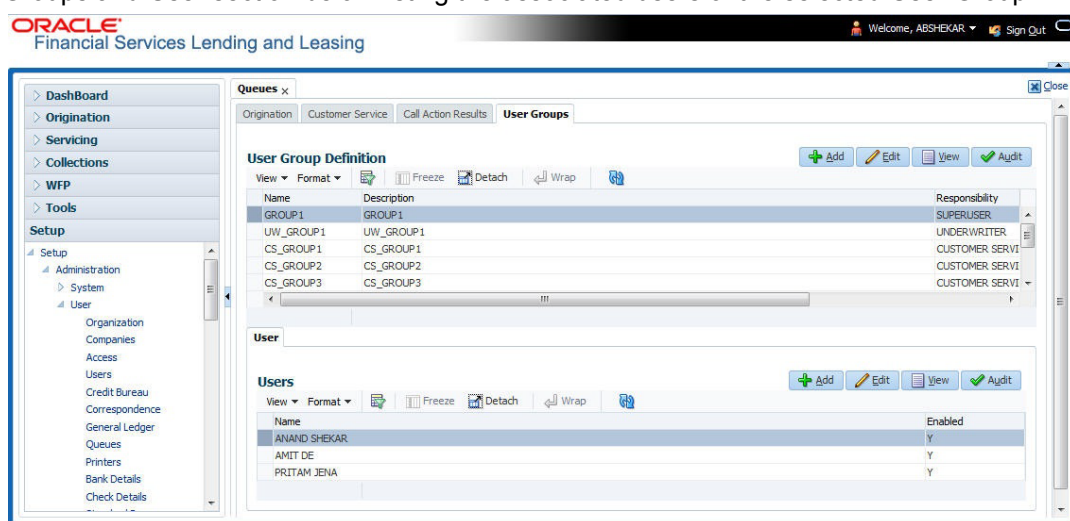 ORACLE
Financial Services Lending and Leasing
Welcome, ABSHEKAR
Sign Out
Close
DashBoard
Origination
Servicing
Collections
WFP
Tools
Setup
Setup
Administration
System
User
Organization
Companies
Access
Users
Credit Bureau
Correspondence
General Ledger
Queues
Printers
Bank Details
Check Details
Queues x
Origination Customer Service Call Action Results User Groups
User Group Definition
Add Edit View Audit
View Format Freeze Detach Wrap
Name Description Responsibility
GROUP1 GROUP1 SUPERUSER
UW_GROUP1 UW_GROUP1 UNDERWRITER
CS_GROUP1 CS_GROUP1 CUSTOMER SERVI
CS_GROUP2 CS_GROUP2 CUSTOMER SERVI
CS_GROUP3 CS_GROUP3 CUSTOMER SERVI
User
Users
Add Edit View Audit
View Format Freeze Detach Wrap
Name Enabled
ANAND SHEKAR Y
AMIT DE Y
PRITAM JENA Y